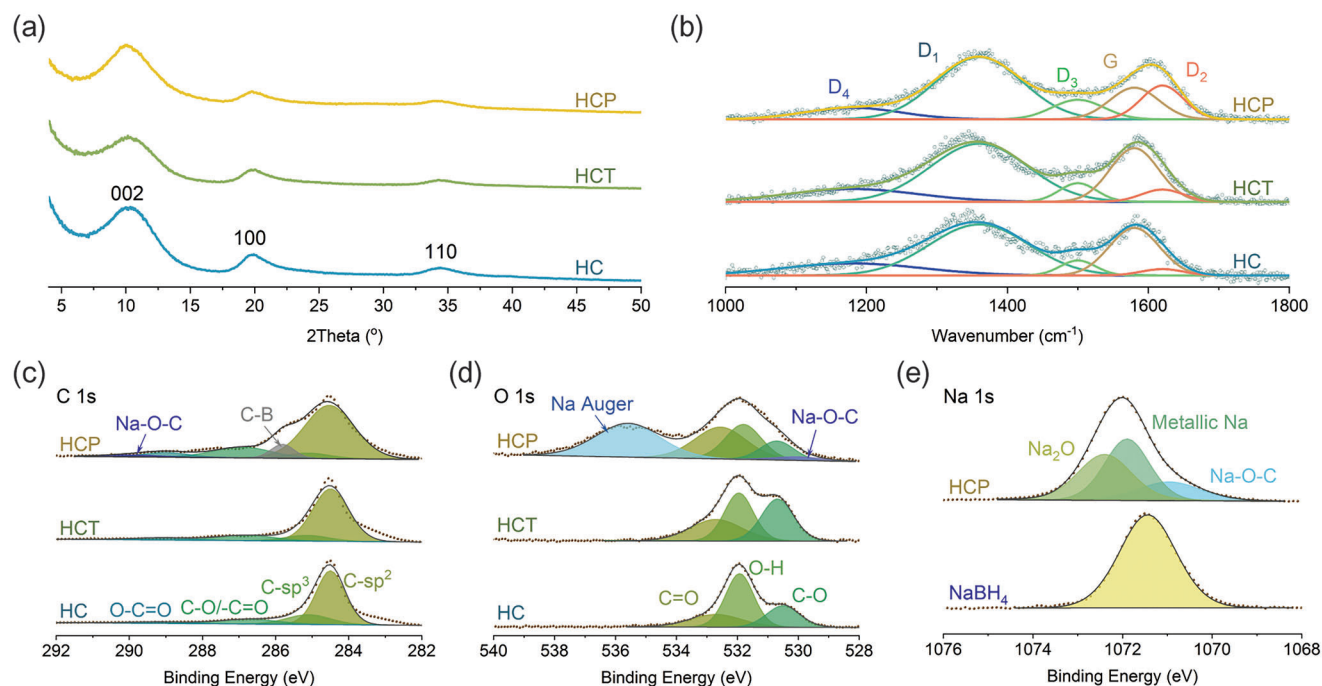 (a)
HCP
HCT
002
100
110
HC
5 10 15 20 25 30 35 40 45 50
2Theta (°)
(b)
D4
D1
D3
G
D2
HCP
HCT
HC
1000 1200 1400 1600 1800
Wavenumber (cm-1)
(c)
C 1s
Na-O-C
C-B
HCP
HCT
C-sp3
C-sp2
O-C=O
C-O/-C=O
HC
292 290 288 286 284 282
Binding Energy (eV)
(d)
O 1s
Na Auger
Na-O-C
HCP
HCT
O-H
C=O
C-O
HC
540 538 536 534 532 530 528
Binding Energy (eV)
(e)
Na 1s
Metallic Na
Na2O
Na-O-C
HCP
NaBH4
1076 1074 1072 1070 1068
Binding Energy (eV)